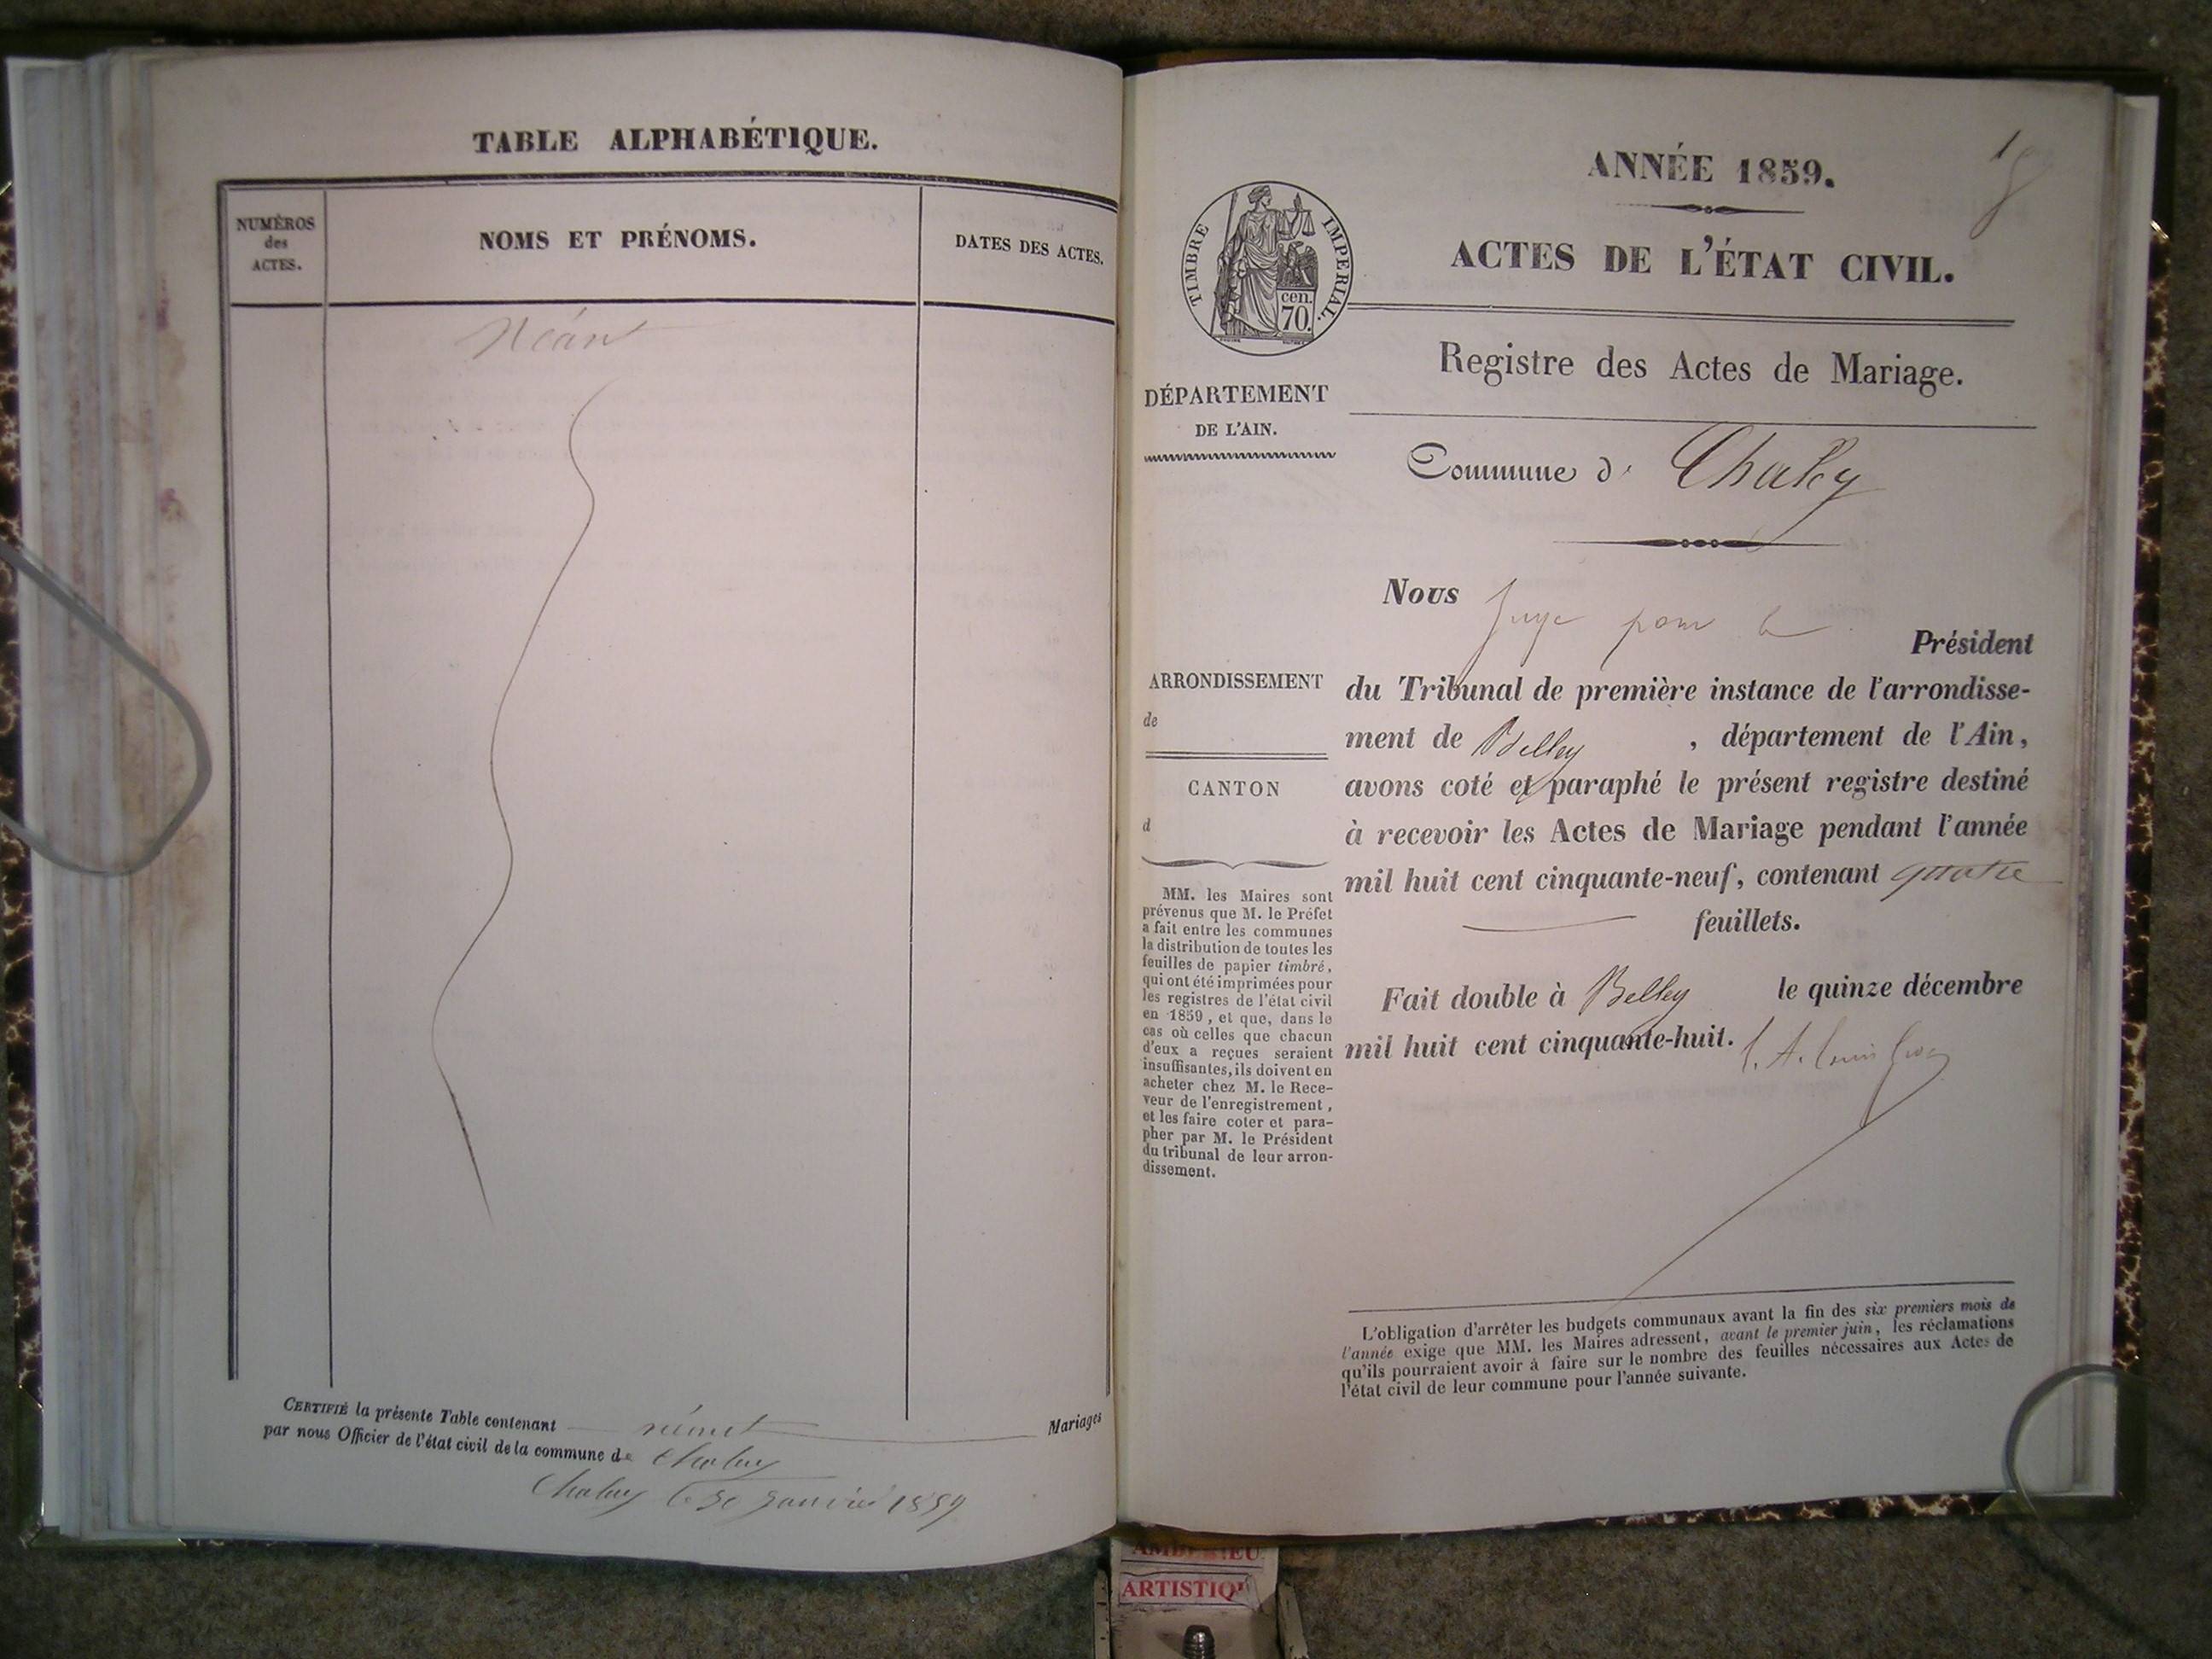 TABLE ALPHABÉTIQUE.
NUMÉROS
des
ACTES.
NOMS ET PRÉNOMS.
DATES DES ACTES.
Néant
CERTIFIÉ la présente Table contenant Mariages
par nous Officier de l'état civil de la commune de Chaley
Chaley le 30 Janvier 1859
ANNÉE 1859.
ACTES DE L'ÉTAT CIVIL.
TIMBRE IMPERIAL.
cen.
70.
Registre des Actes de Mariage.
DÉPARTEMENT
DE L'AIN.
Commune d Chaley
Nous Juge pour le
Président
du Tribunal de première instance de l'arrondisse-
ment de Belley , département de l'Ain,
avons coté et paraphé le présent registre destiné
à recevoir les Actes de Mariage pendant l'année
mil huit cent cinquante-neuf, contenant quatre
feuillets.
Fait double à Belley le quinze décembre
mil huit cent cinquante-huit.
ARRONDISSEMENT
de
CANTON
d
MM. les Maires sont
prévenus que M. le Préfet
a fait entre les communes
la distribution de toutes les
feuilles de papier timbré,
qui ont été imprimées pour
les registres de l'état civil
en 1859, et que, dans le
cas où celles que chacun
d'eux a reçues seraient
insuffisantes, ils doivent en
acheter chez M. le Rece-
veur de l'enregistrement,
et les faire coter et para-
pher par M. le Président
du tribunal de leur arron-
dissement.
L'obligation d'arrêter les budgets communaux avant la fin des six premiers mois de
l'année exige que MM. les Maires adressent, avant le premier juin, les réclamations
qu'ils pourraient avoir à faire sur le nombre des feuilles nécessaires aux Actes de
l'état civil de leur commune pour l'année suivante.
ARTISTIQU